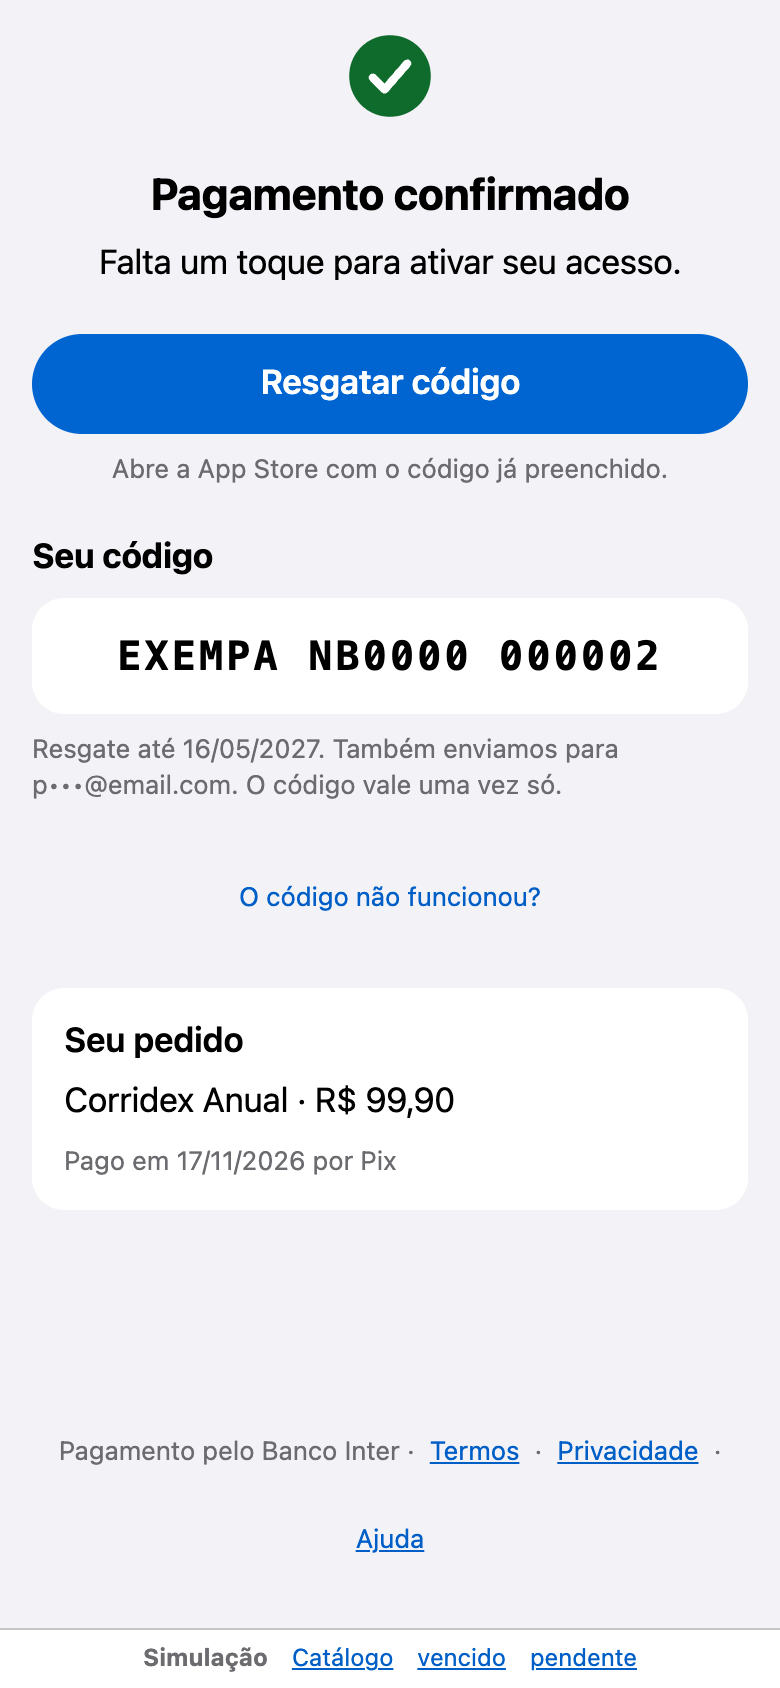 Pagamento confirmado
Falta um toque para ativar seu acesso.
Resgatar código
Abre a App Store com o código já preenchido.
Seu código
EXEMPA NB0000 000002
Resgate até 16/05/2027. Também enviamos para
p•••@email.com. O código vale uma vez só.
O código não funcionou?
Seu pedido
Corridex Anual · R$ 99,90
Pago em 17/11/2026 por Pix
Pagamento pelo Banco Inter · Termos · Privacidade ·
Ajuda
Simulação Catálogo vencido pendente